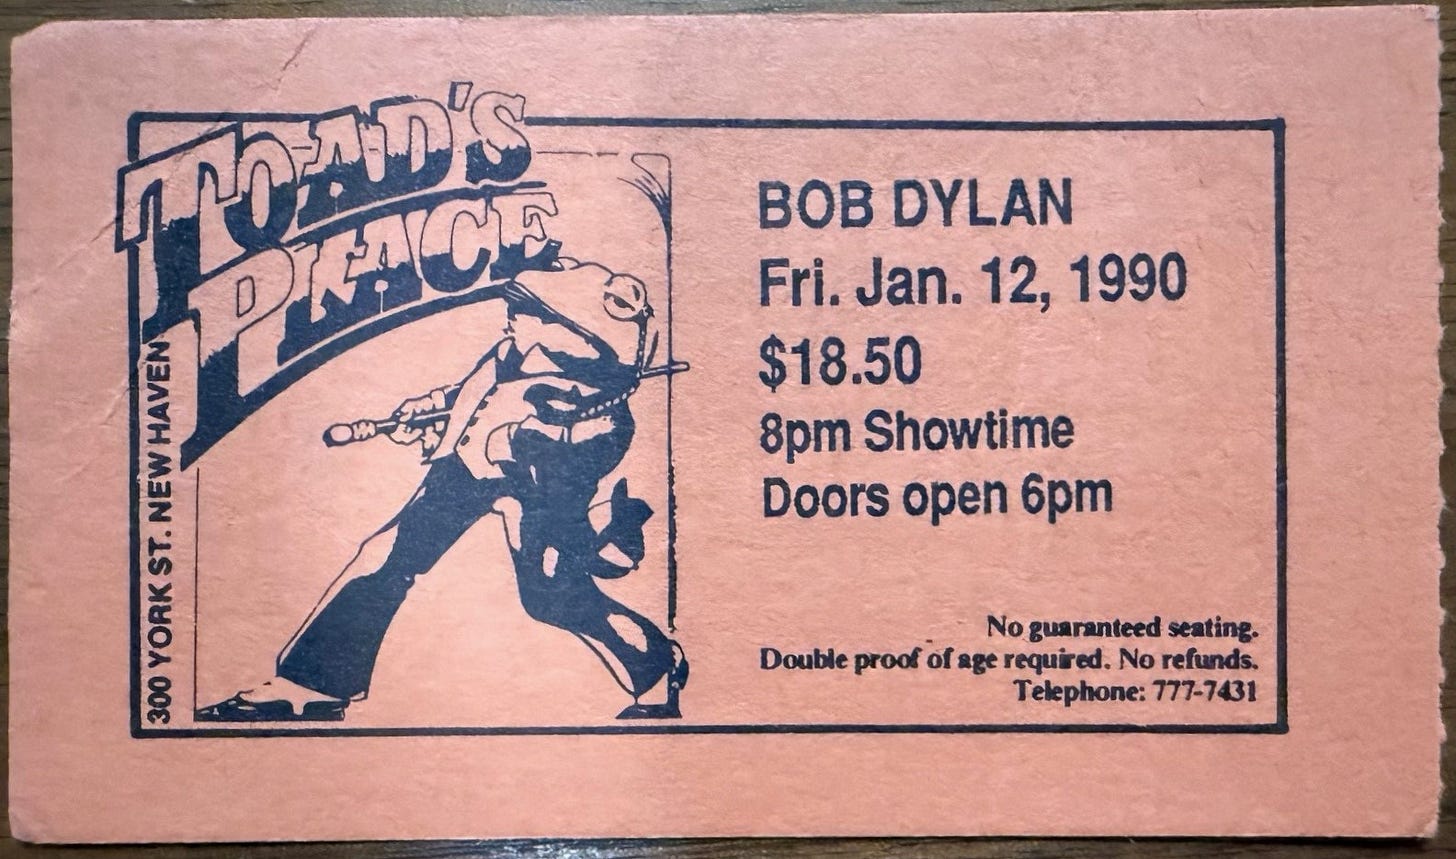 TOAD'S
PLACE
300 YORK ST. NEW HAVEN
BOB DYLAN
Fri. Jan. 12, 1990
$18.50
8pm Showtime
Doors open 6pm
No guaranteed seating.
Double proof of age required. No refunds.
Telephone: 777-7431